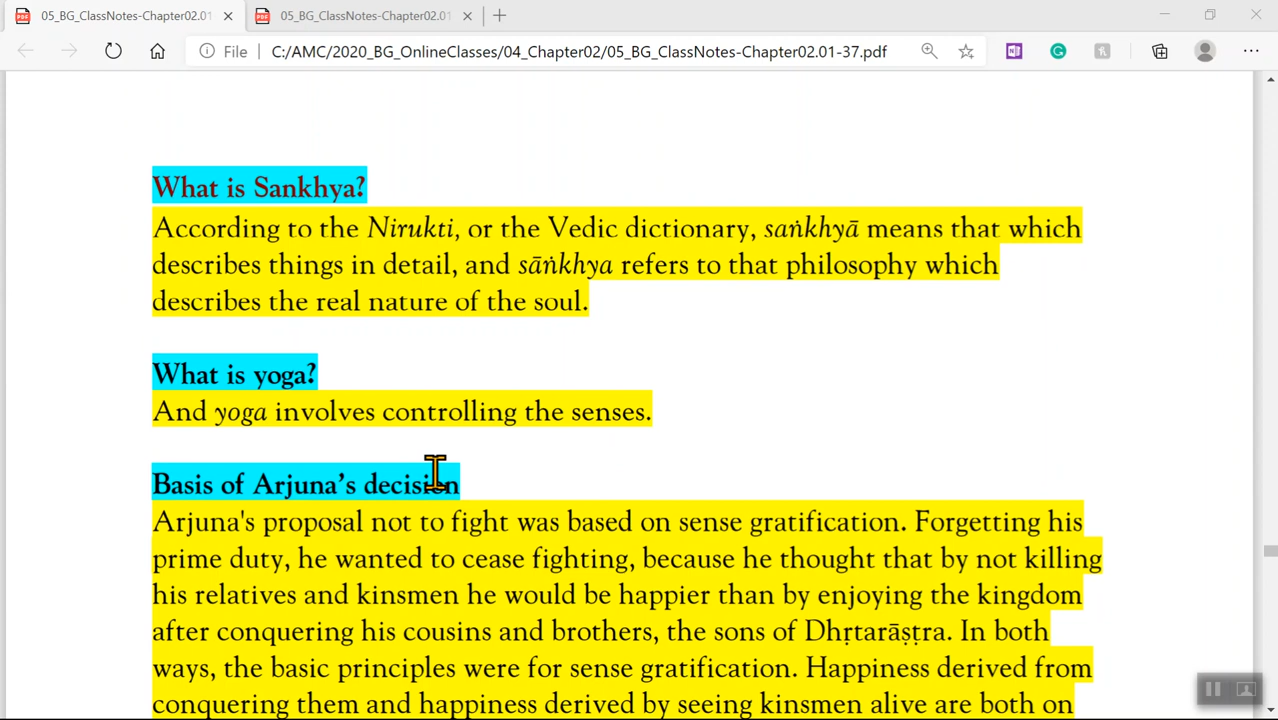 05_BG_ClassNotes-Chapter02.01
05_BG_ClassNotes-Chapter02.01
File C:/AMC/2020_BG_OnlineClasses/04_Chapter02/05_BG_ClassNotes-Chapter02.01-37.pdf
What is Sankhya?
According to the Nirukti, or the Vedic dictionary, saṅkhyā means that which
describes things in detail, and sāṅkhya refers to that philosophy which
describes the real nature of the soul.
What is yoga?
And yoga involves controlling the senses.
Basis of Arjuna’s decision
Arjuna's proposal not to fight was based on sense gratification. Forgetting his
prime duty, he wanted to cease fighting, because he thought that by not killing
his relatives and kinsmen he would be happier than by enjoying the kingdom
after conquering his cousins and brothers, the sons of Dhṛtarāṣṭra. In both
ways, the basic principles were for sense gratification. Happiness derived from
conquering them and happiness derived by seeing kinsmen alive are both on